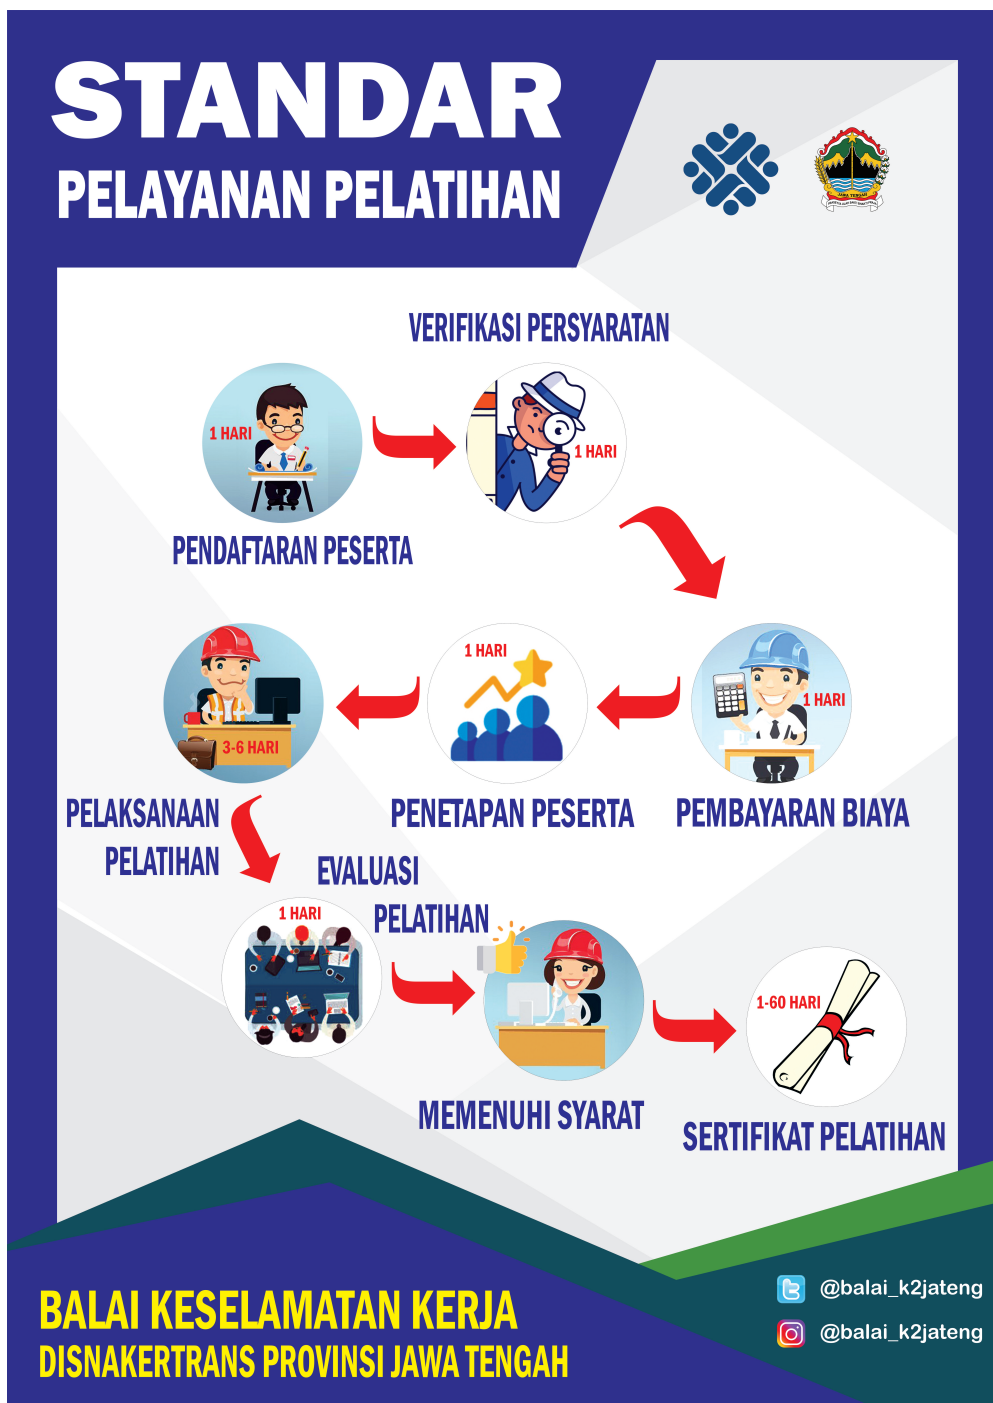 STANDAR
PELAYANAN PELATIHAN
JAWA TENGAH
VERIFIKASI PERSYARATAN
1 HARI
1 HARI
PENDAFTARAN PESERTA
1 HARI
1 HARI
3-6 HARI
PELAKSANAAN
PELATIHAN
PENETAPAN PESERTA
PEMBAYARAN BIAYA
EVALUASI
PELATIHAN
1 HARI
1-60 HARI
MEMENUHI SYARAT
SERTIFIKAT PELATIHAN
BALAI KESELAMATAN KERJA
DISNAKERTRANS PROVINSI JAWA TENGAH
@balai_k2jateng
@balai_k2jateng